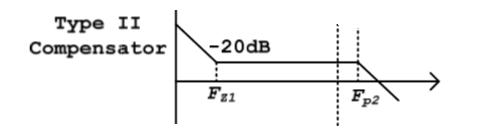 Type II
Compensator
-20dB
FZ1
Fp2